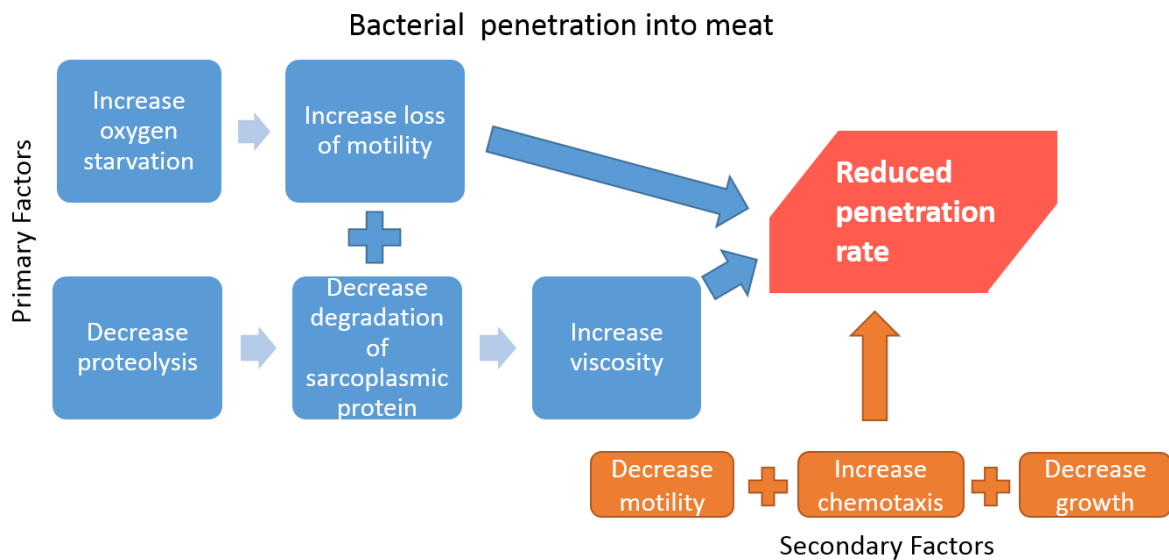 Bacterial penetration into meat
Primary Factors
Increase
oxygen
starvation
Increase loss
of motility
Reduced
penetration
rate
Decrease
proteolysis
Decrease
degradation
of
sarcoplasmic
protein
Increase
viscosity
Decrease
motility
Increase
chemotaxis
Decrease
growth
Secondary Factors